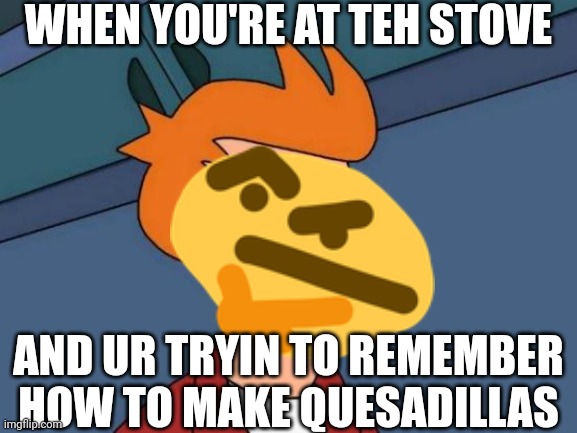 WHEN YOU'RE AT TEH STOVE
AND UR TRYIN TO REMEMBER
HOW TO MAKE QUESADILLAS
imgflip.com